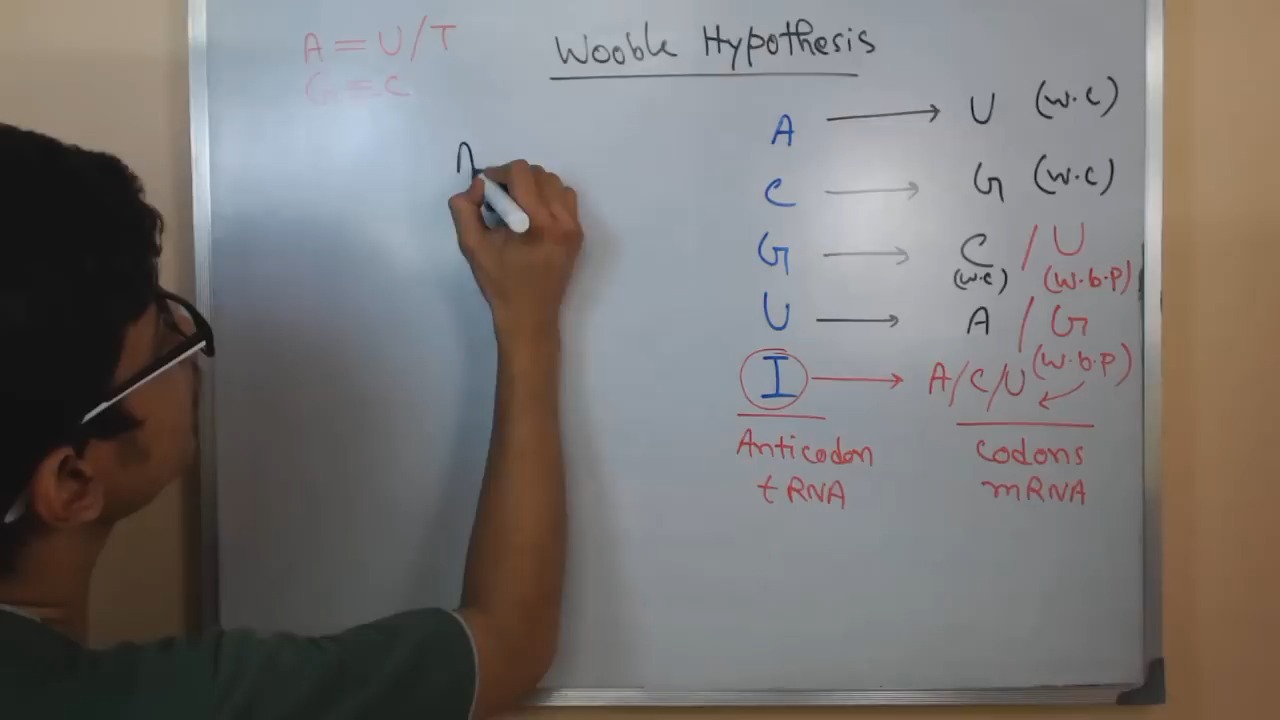 A = U/T
G ≡ C
Wooble Hypothesis
A → U (W.C)
C → G (W.C)
G → C / U
(W.C) (W.b.P)
U → A / G
I → A/C/U (W.b.P)
Anticodon codons
tRNA mRNA